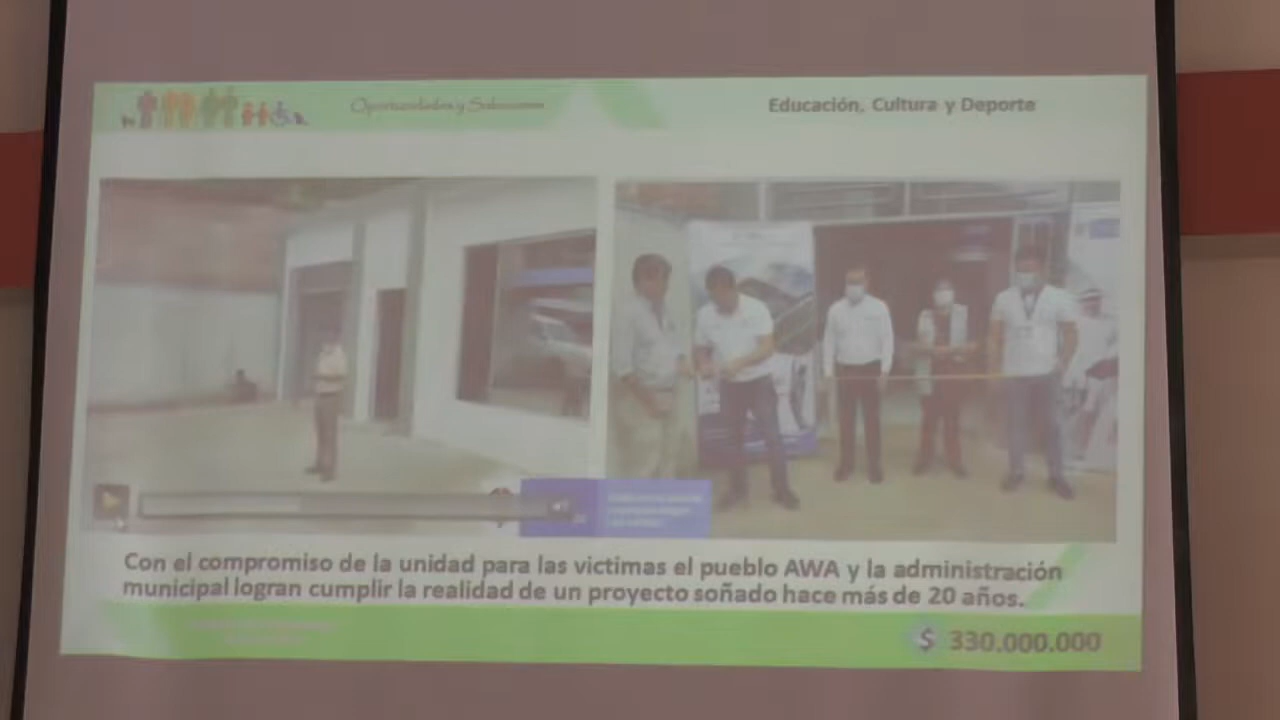 Oportunidades y
Educación, Cultura y Deporte
Con el compromiso de la unidad para las victimas el pueblo AWA y la administración
municipal logran cumplir la realidad de un proyecto soñado hace más de 20 años.
$ 330.000.000